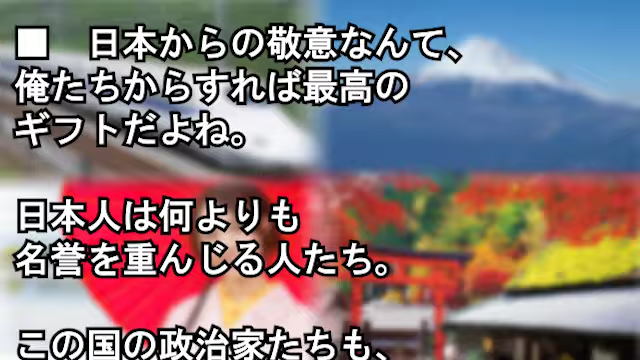 ■ 日本からの敬意なんて、
俺たちからすれば最高の
ギフトだよね。
日本人は何よりも
名誉を重んじる人たち。
この国の政治家たちも、